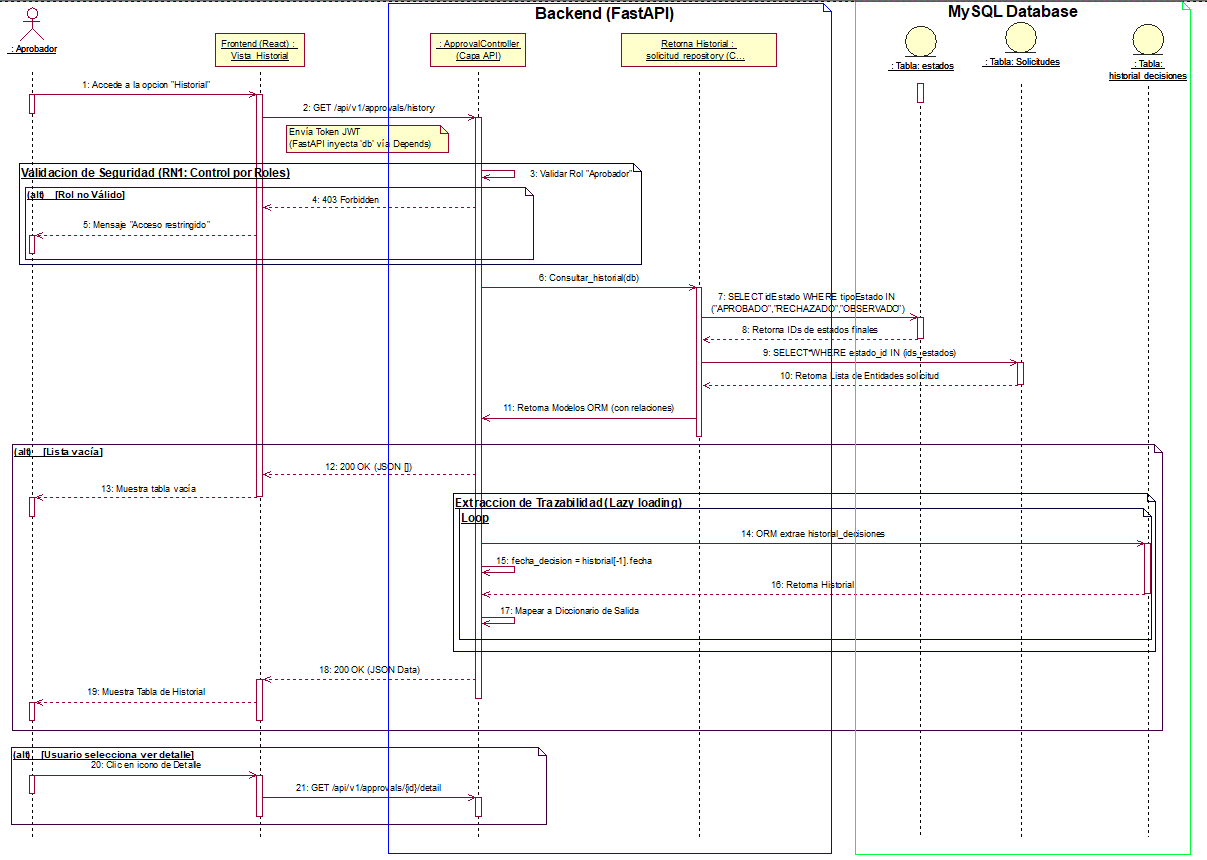 Backend (FastAPI)
MySQL Database
: Aprobador
Frontend (React) :
Vista Historial
: ApprovalController
(Capa API)
Retorna Historial :
solicitud repository (C...
: Tabla: estados
: Tabla: Solicitudes
: Tabla:
historial_decisiones
1: Accede a la opcion "Historial"
2: GET /api/v1/approvals/history
Envía Token JWT
(FastAPI inyecta 'db' vía Depends)
Validacion de Seguridad (RN1: Control por Roles)
3: Validar Rol "Aprobador"
(alt) [Rol no Válido]
4: 403 Forbidden
5: Mensaje "Acceso restringido"
6: Consultar_historial(db)
7: SELECT idEstado WHERE tipoEstado IN
("APROBADO","RECHAZADO","OBSERVADO")
8: Retorna IDs de estados finales
9: SELECT*WHERE estado_id IN (ids_estados)
10: Retorna Lista de Entidades solicitud
11: Retorna Modelos ORM (con relaciones)
(alt) [Lista vacía]
12: 200 OK (JSON [])
13: Muestra tabla vacía
Extraccion de Trazabilidad (Lazy loading)
Loop
14: ORM extrae historial_decisiones
15: fecha_decision = historial[-1].fecha
16: Retorna Historial
17: Mapear a Diccionario de Salida
18: 200 OK (JSON Data)
19: Muestra Tabla de Historial
(alt) [Usuario selecciona ver detalle]
20: Clic en icono de Detalle
21: GET /api/v1/approvals/{id}/detail